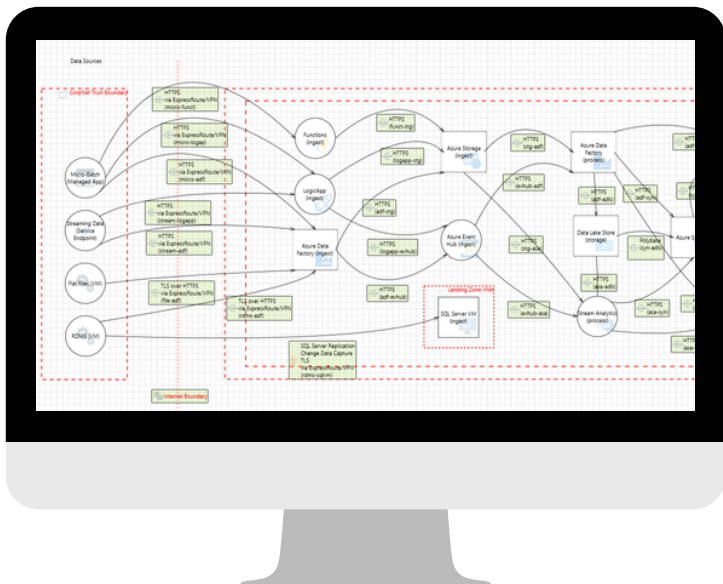 Data Sources
CorpNet Trust Boundary
HTTPS
via ExpressRoute/VPN
(micro-funct)
HTTPS
via ExpressRoute/VPN
(micro-logap)
HTTPS
via ExpressRoute/VPN
(micro-adf)
HTTPS
via ExpressRoute/VPN
(stream-logapp)
HTTPS
via ExpressRoute/VPN
(stream-adf)
TLS over HTTPS
via ExpressRoute/VPN
(file-adf)
TLS over HTTPS
via ExpressRoute/VPN
(rdms-adf)
SQL Server Replication
Change Data Capture
TLS
via ExpressRoute/VPN
(rdms-sqlvm)
Internet Boundary
Micro-Batch
(Managed App)
Streaming Data
(Service
Endpoint)
Flat Files (VM)
RDMS (VM)
Functions
(ingest)
LogicApp
(ingest)
Azure Data
Factory (ingest)
HTTPS
(funct-stg)
HTTPS
(logapp-stg)
HTTPS
(adf-stg)
HTTPS
(logapp-evhub)
HTTPS
(adf-evhub)
Azure Storage
(ingest)
Azure Event
Hub (ingest)
Landing Zone vNet
SQL Server VM
(ingest)
HTTPS
(stg-adf)
HTTPS
(evhub-adf)
HTTPS
(stg-asa)
HTTPS
(evhub-asa)
Azure Data
Factory
(process)
HTTPS
(adf-adls)
HTTPS
(adf-syn)
Data Lake Store
(storage)
Polybase
(syn-adls)
HTTPS
(asa-adls)
Stream Analytics
(process)
HTTPS
(asa-syn)